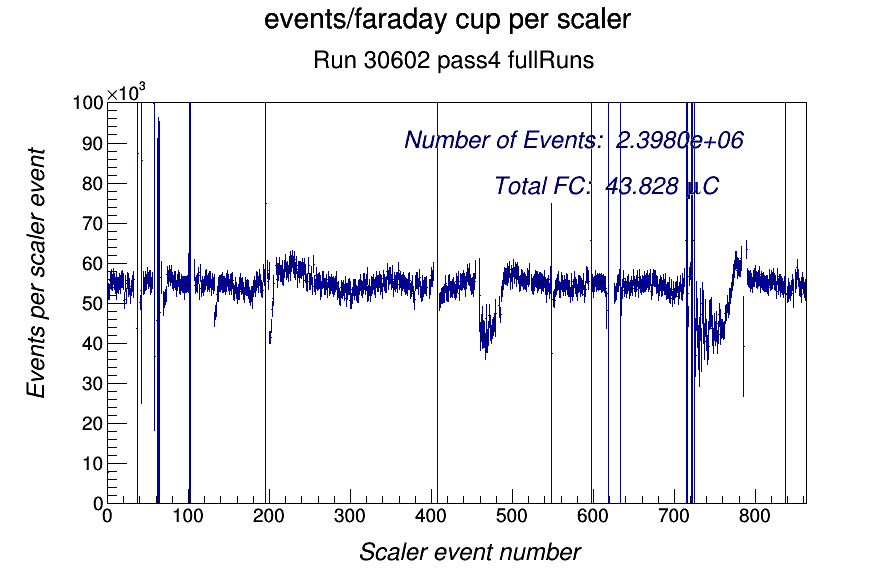 events/faraday cup per scaler
Run 30602 pass4 fullRuns
×10³
100
90
80
70
60
50
40
30
20
10
0
Events per scaler event
Number of Events: 2.3980e+06
Total FC: 43.828 μC
0 100 200 300 400 500 600 700 800
Scaler event number